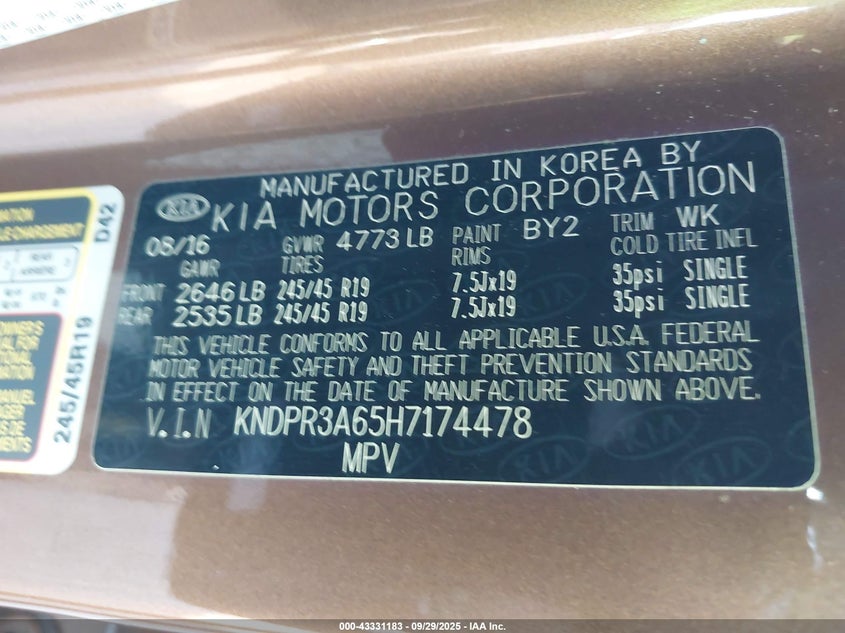 MANUFACTURED IN KOREA BY
KIA KIA MOTORS CORPORATION
08/16 GVWR 4773 LB PAINT BY2 TRIM WK
GAWR TIRES RIMS COLD TIRE INFL
FRONT 2646 LB 245/45 R19 7.5Jx19 35psi SINGLE
REAR 2535 LB 245/45 R19 7.5Jx19 35psi SINGLE
THIS VEHICLE CONFORMS TO ALL APPLICABLE U.S.A. FEDERAL
MOTOR VEHICLE SAFETY AND THEFT PREVENTION STANDARDS
IN EFFECT ON THE DATE OF MANUFACTURE SHOWN ABOVE.
V.I.N KNDPR3A65H7174478
MPV
D42
245/45R19
REAR
OWNER'S
MANUEL
000-43331183 - 09/29/2025 - IAA Inc.